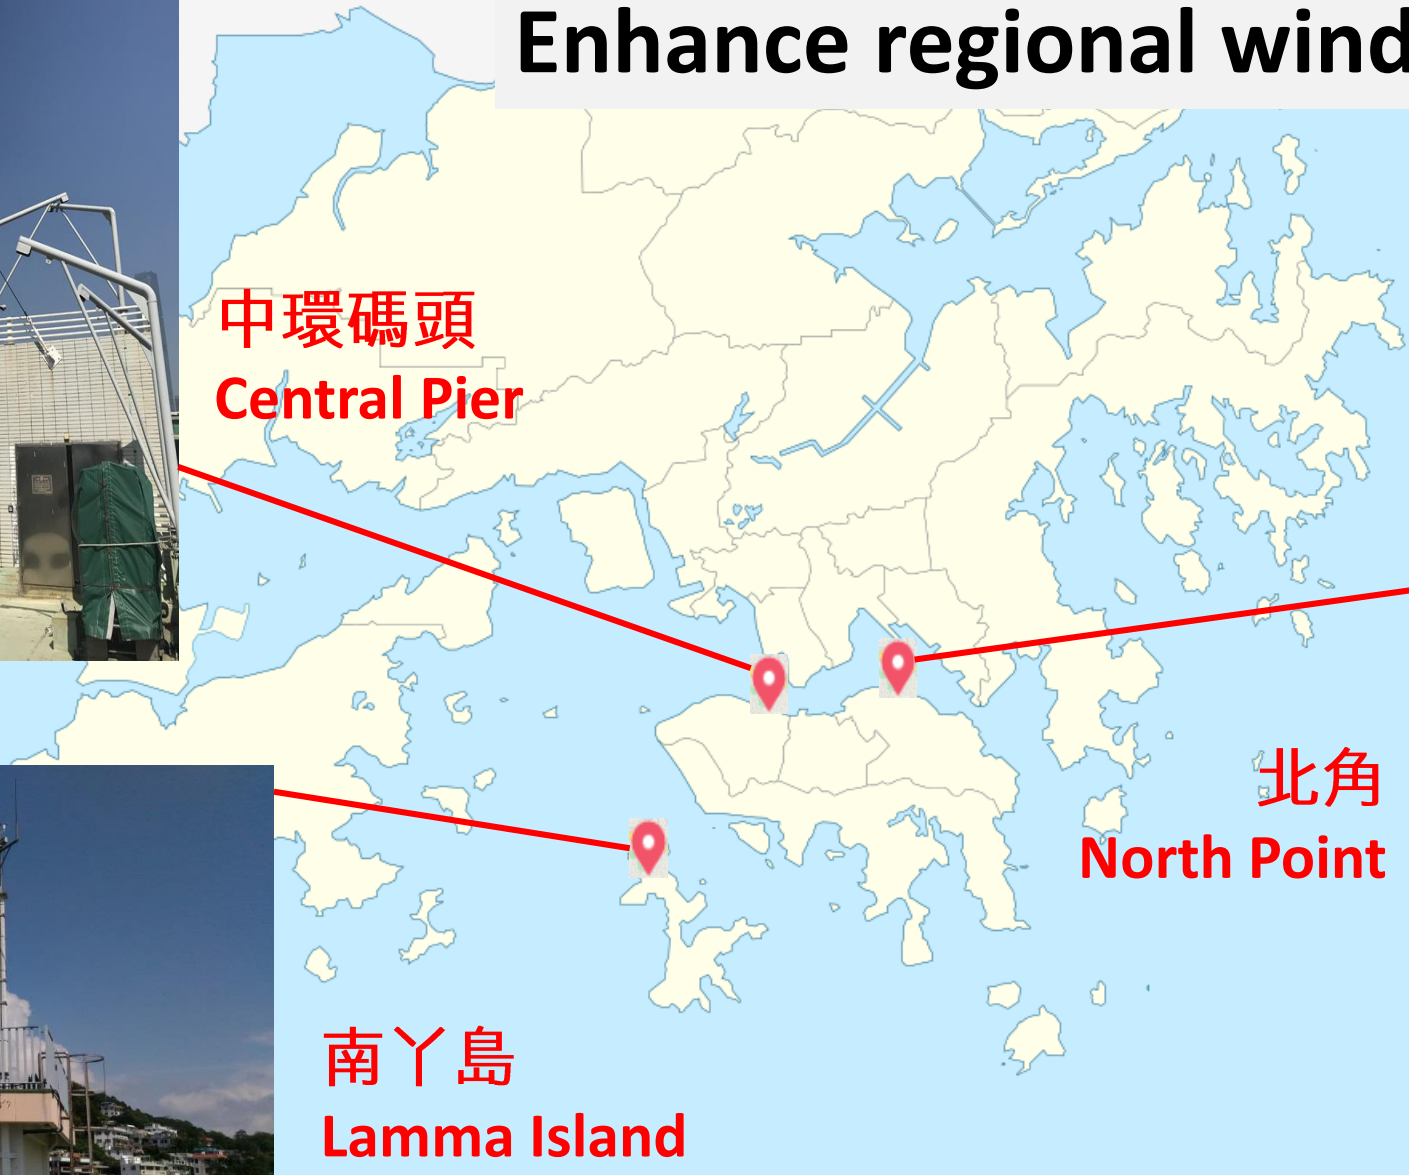 Enhance regional wind
中環碼頭
Central Pier
北角
North Point
南丫島
Lamma Island